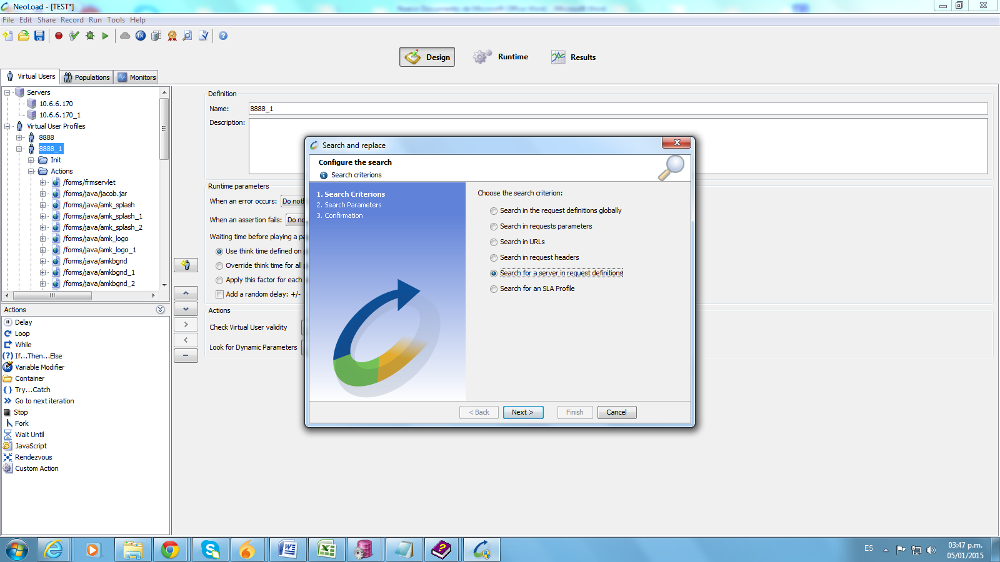 NeoLoad - [TEST*]
File Edit Share Record Run Tools Help
Design Runtime Results
Virtual Users Populations Monitors
Servers
10.6.6.170
10.6.6.170_1
Virtual User Profiles
8888
8888_1
Init
Actions
/forms/frmservlet
/forms/java/jacob.jar
/forms/java/amk_splash
/forms/java/amk_splash_1
/forms/java/amk_splash_2
/forms/java/amk_logo
/forms/java/amk_logo_1
/forms/java/amkbgnd
/forms/java/amkbgnd_1
/forms/java/amkbgnd_2
Actions
Delay
Loop
While
If...Then...Else
Variable Modifier
Container
Try...Catch
Go to next iteration
Stop
Fork
Wait Until
JavaScript
Rendezvous
Custom Action
Definition
Name: 8888_1
Description:
Runtime parameters
When an error occurs: Do noth
When an assertion fails: Do no
Waiting time before playing a pa
Use think time defined on
Override think time for all
Apply this factor for each
Add a random delay: +/-
Actions
Check Virtual User validity
Look for Dynamic Parameters
Search and replace
Configure the search
Search criterions
1. Search Criterions
2. Search Parameters
3. Confirmation
Choose the search criterion:
Search in the request definitions globally
Search in requests parameters
Search in URLs
Search in request headers
Search for a server in request definitions
Search for an SLA Profile
< Back Next > Finish Cancel
ES
03:47 p.m.
05/01/2015